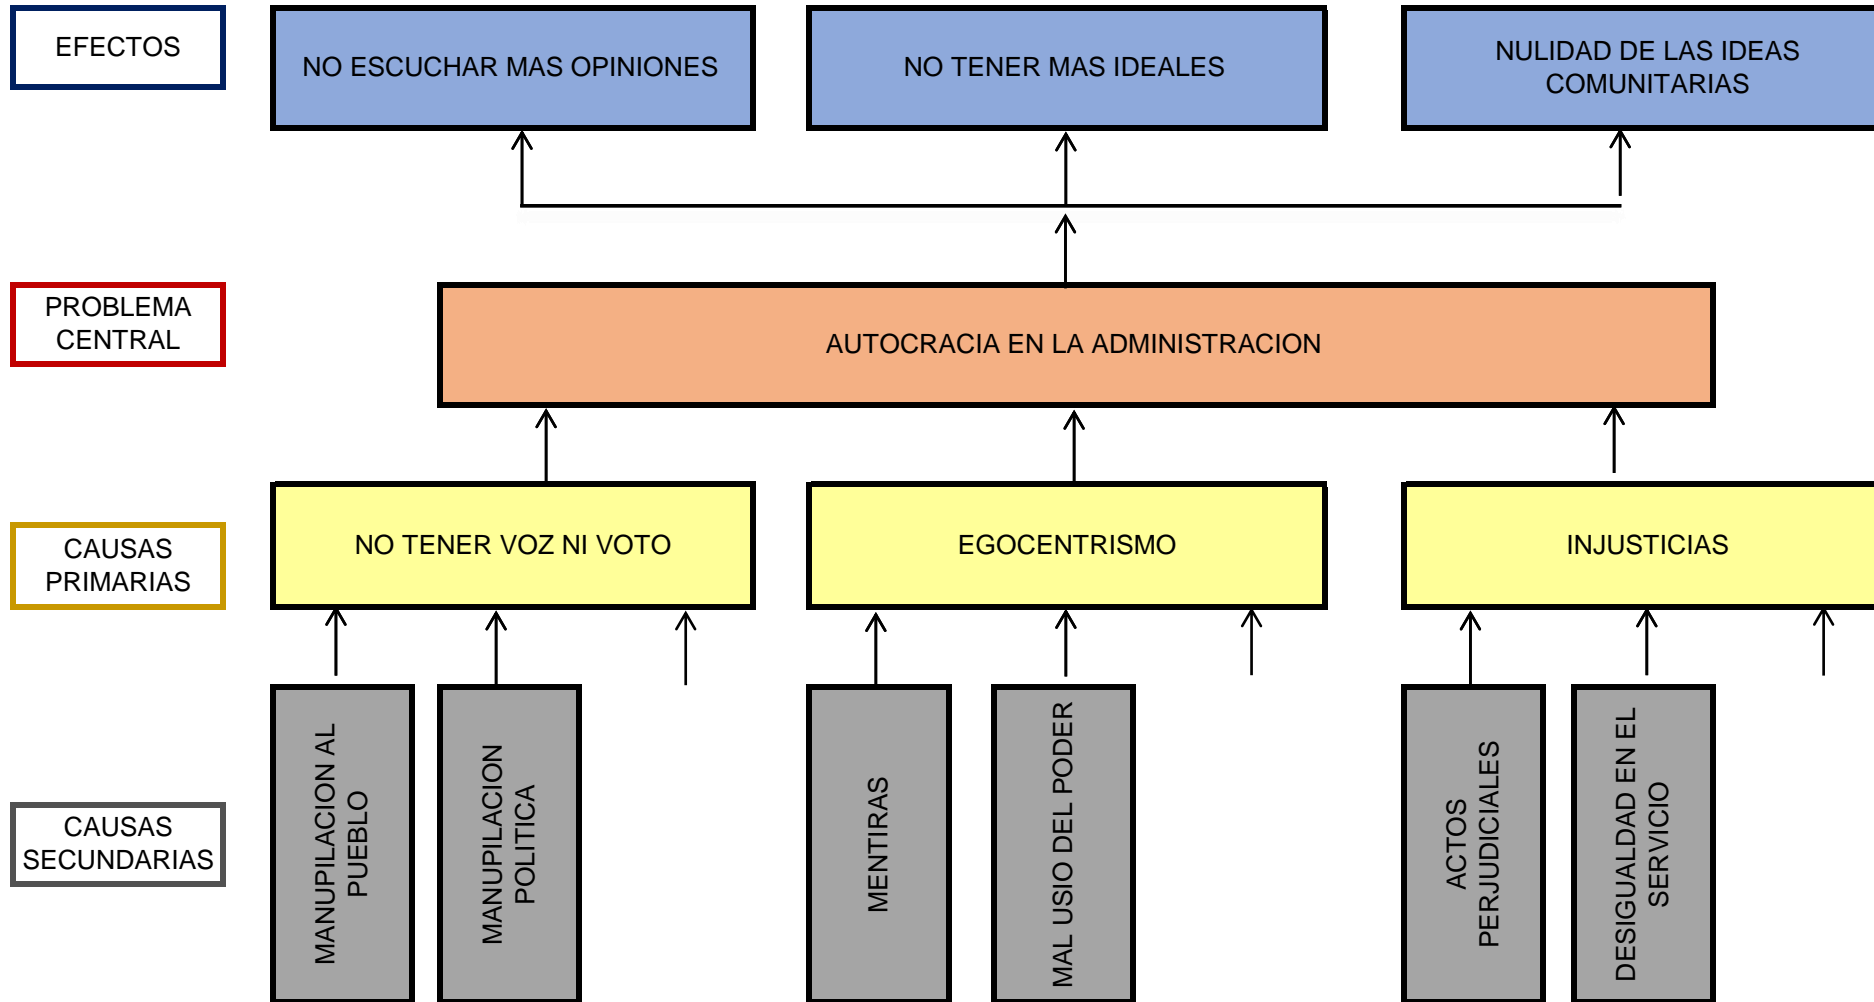 EFECTOS
NO ESCUCHAR MAS OPINIONES
NO TENER MAS IDEALES
NULIDAD DE LAS IDEAS
COMUNITARIAS
PROBLEMA
CENTRAL
AUTOCRACIA EN LA ADMINISTRACION
CAUSAS
PRIMARIAS
NO TENER VOZ NI VOTO
EGOCENTRISMO
INJUSTICIAS
CAUSAS
SECUNDARIAS
MANUPILACION AL
PUEBLO
MANUPILACION
POLITICA
MENTIRAS
MAL USIO DEL PODER
ACTOS
PERJUDICIALES
DESIGUALDAD EN EL
SERVICIO